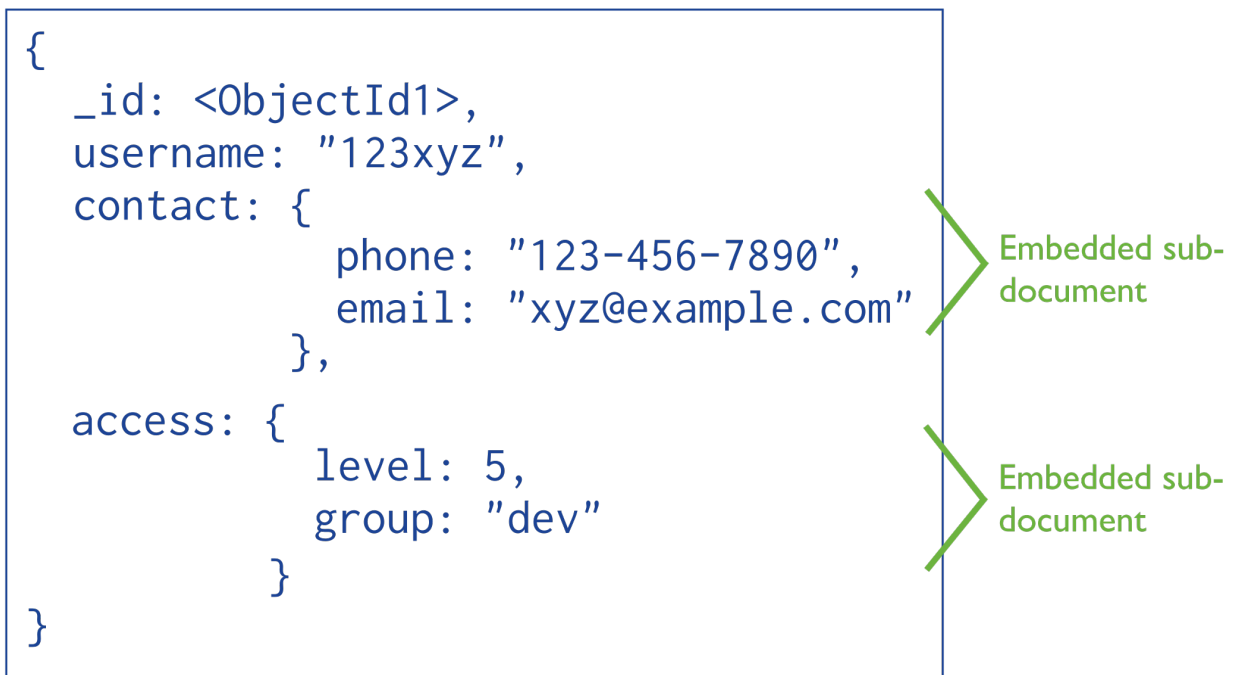 {
_id: <ObjectId1>,
username: "123xyz",
contact: {
phone: "123-456-7890",
email: "xyz@example.com"
},
access: {
level: 5,
group: "dev"
}
}
Embedded sub-
document
Embedded sub-
document